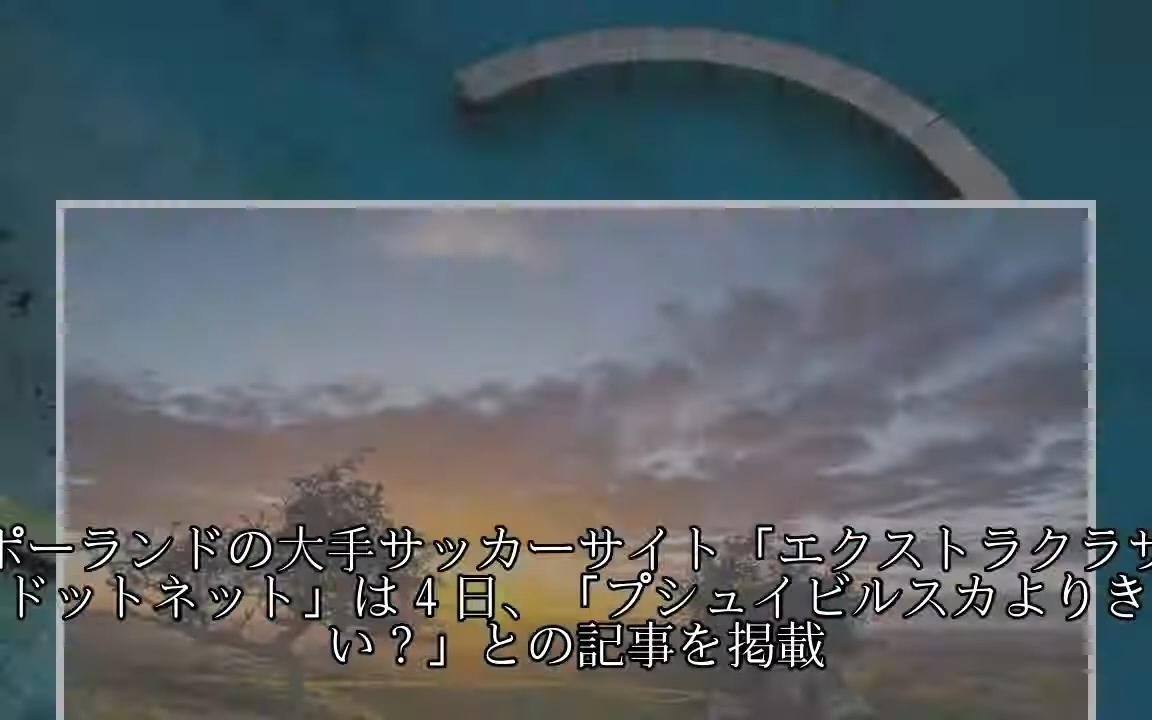 ポーランドの大手サッカーサイト「エクストラクラサ
ドットネット」は４日、「プシュイビルスカよりき
い？」との記事を掲載